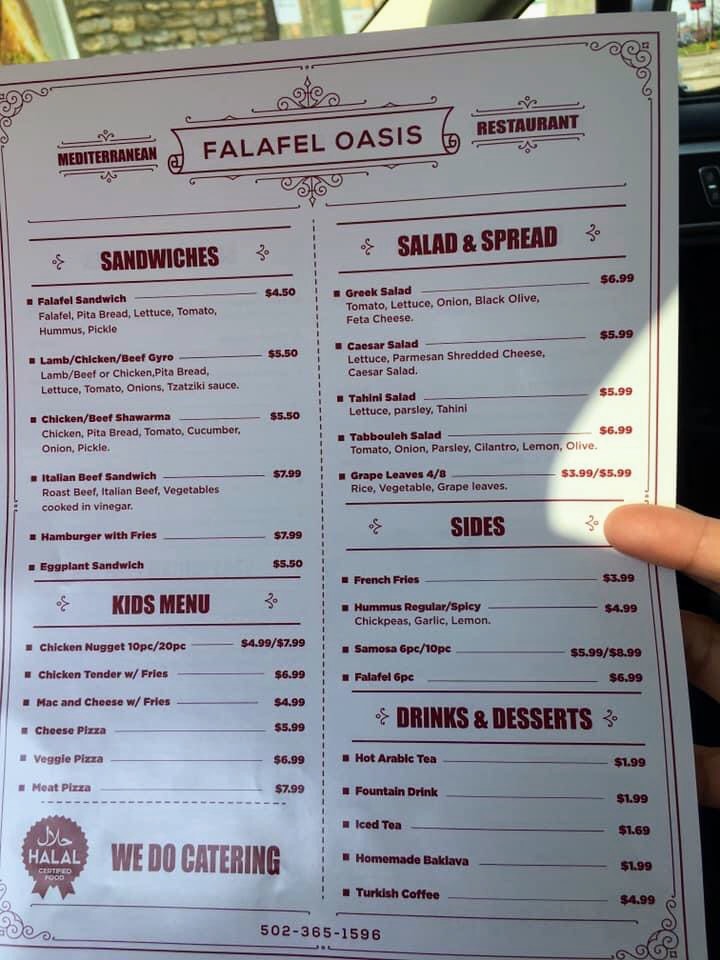 MEDITERRANEAN
FALAFEL OASIS
RESTAURANT
SANDWICHES
Falafel Sandwich $4.50
Falafel, Pita Bread, Lettuce, Tomato,
Hummus, Pickle
Lamb/Chicken/Beef Gyro $5.50
Lamb/Beef or Chicken,Pita Bread,
Lettuce, Tomato, Onions, Tzatziki sauce.
Chicken/Beef Shawarma $5.50
Chicken, Pita Bread, Tomato, Cucumber,
Onion, Pickle.
Italian Beef Sandwich $7.99
Roast Beef, Italian Beef, Vegetables
cooked in vinegar.
Hamburger with Fries $7.99
Eggplant Sandwich $5.50
KIDS MENU
Chicken Nugget 10pc/20pc $4.99/$7.99
Chicken Tender w/ Fries $6.99
Mac and Cheese w/ Fries $4.99
Cheese Pizza $5.99
Veggie Pizza $6.99
Meat Pizza $7.99
حلال
HALAL
CERTIFIED
FOOD
WE DO CATERING
SALAD & SPREAD
Greek Salad $6.99
Tomato, Lettuce, Onion, Black Olive,
Feta Cheese.
Caesar Salad $5.99
Lettuce, Parmesan Shredded Cheese,
Caesar Salad.
Tahini Salad $5.99
Lettuce, parsley, Tahini
Tabbouleh Salad $6.99
Tomato, Onion, Parsley, Cilantro, Lemon, Olive.
Grape Leaves 4/8 $3.99/$5.99
Rice, Vegetable, Grape leaves.
SIDES
French Fries $3.99
Hummus Regular/Spicy $4.99
Chickpeas, Garlic, Lemon.
Samosa 6pc/10pc $5.99/$8.99
Falafel 6pc $6.99
DRINKS & DESSERTS
Hot Arabic Tea $1.99
Fountain Drink $1.99
Iced Tea $1.69
Homemade Baklava $1.99
Turkish Coffee $4.99
502-365-1596